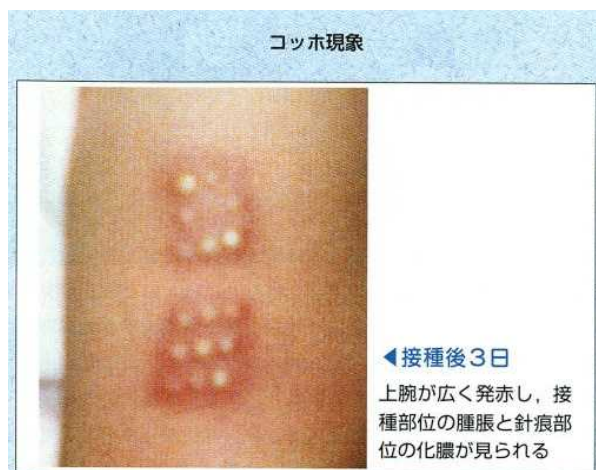 コッホ現象
◀接種後3日
上腕が広く発赤し，接
種部位の腫脹と針痕部
位の化膿が見られる